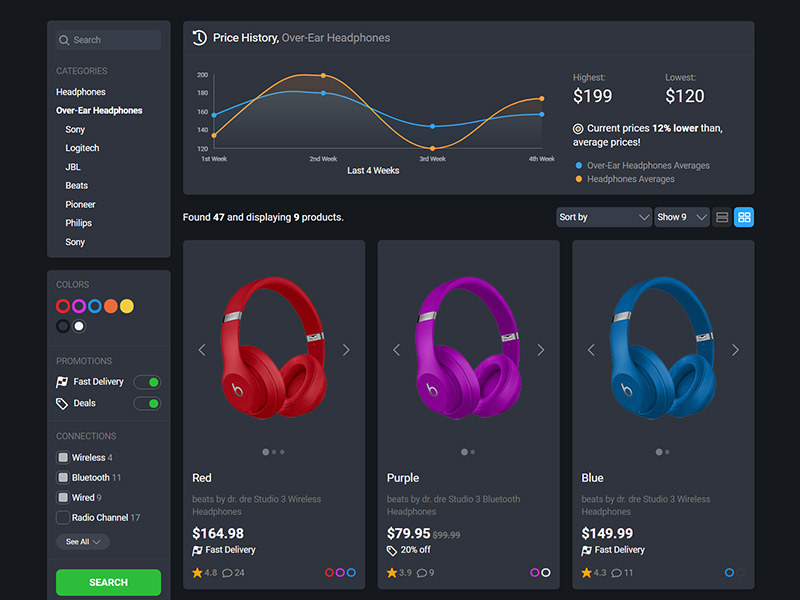 Search
CATEGORIES
Headphones
Over-Ear Headphones
Sony
Logitech
JBL
Beats
Pioneer
Philips
Sony
COLORS
PROMOTIONS
Fast Delivery
Deals
CONNECTIONS
Wireless 4
Bluetooth 11
Wired 9
Radio Channel 17
See All
SEARCH
Price History, Over-Ear Headphones
200
180
160
140
120
1st Week 2nd Week 3rd Week 4th Week
Last 4 Weeks
Highest: Lowest:
$199 $120
Current prices 12% lower than,
average prices!
Over-Ear Headphones Averages
Headphones Averages
Found 47 and displaying 9 products.
Sort by Show 9
Red
beats by dr. dre Studio 3 Wireless
Headphones
$164.98
Fast Delivery
4.8 24
Purple
beats by dr. dre Studio 3 Bluetooth
Headphones
$79.95 $99.99
20% off
3.9 9
Blue
beats by dr. dre Studio 3 Wireless
Headphones
$149.99
Fast Delivery
4.3 11